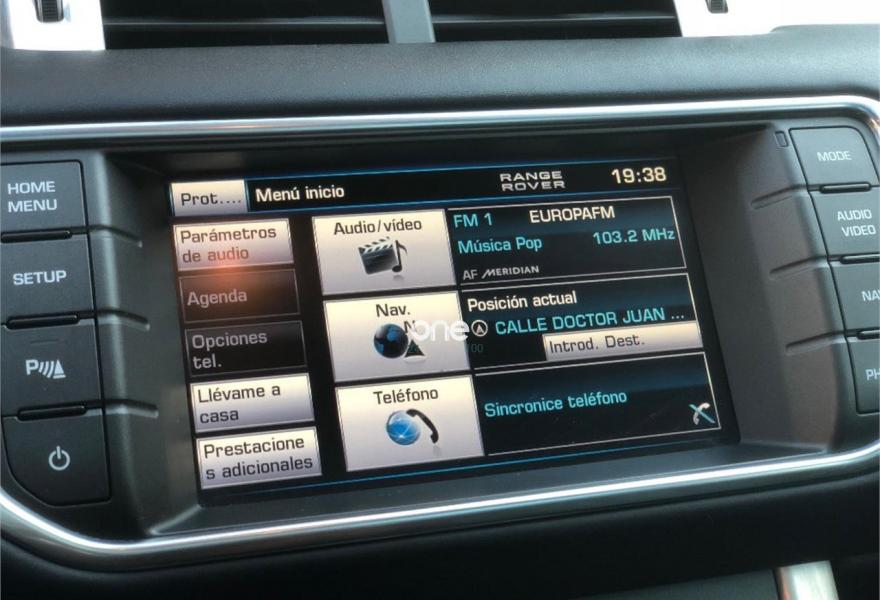 HOME
MENU
SETUP
P
Prot....
Menú inicio
RANGE
ROVER
19:38
Parámetros
de audio
Agenda
Opciones
tel.
Llévame a
casa
Prestacione
s adicionales
Audio/vídeo
FM 1 EUROPAFM
Música Pop 103.2 MHz
AF MERIDIAN
Nav.
N
Posición actual
CALLE DOCTOR JUAN ...
Introd. Dest.
one
Teléfono
Sincronice teléfono
MODE
AUDIO
VIDEO